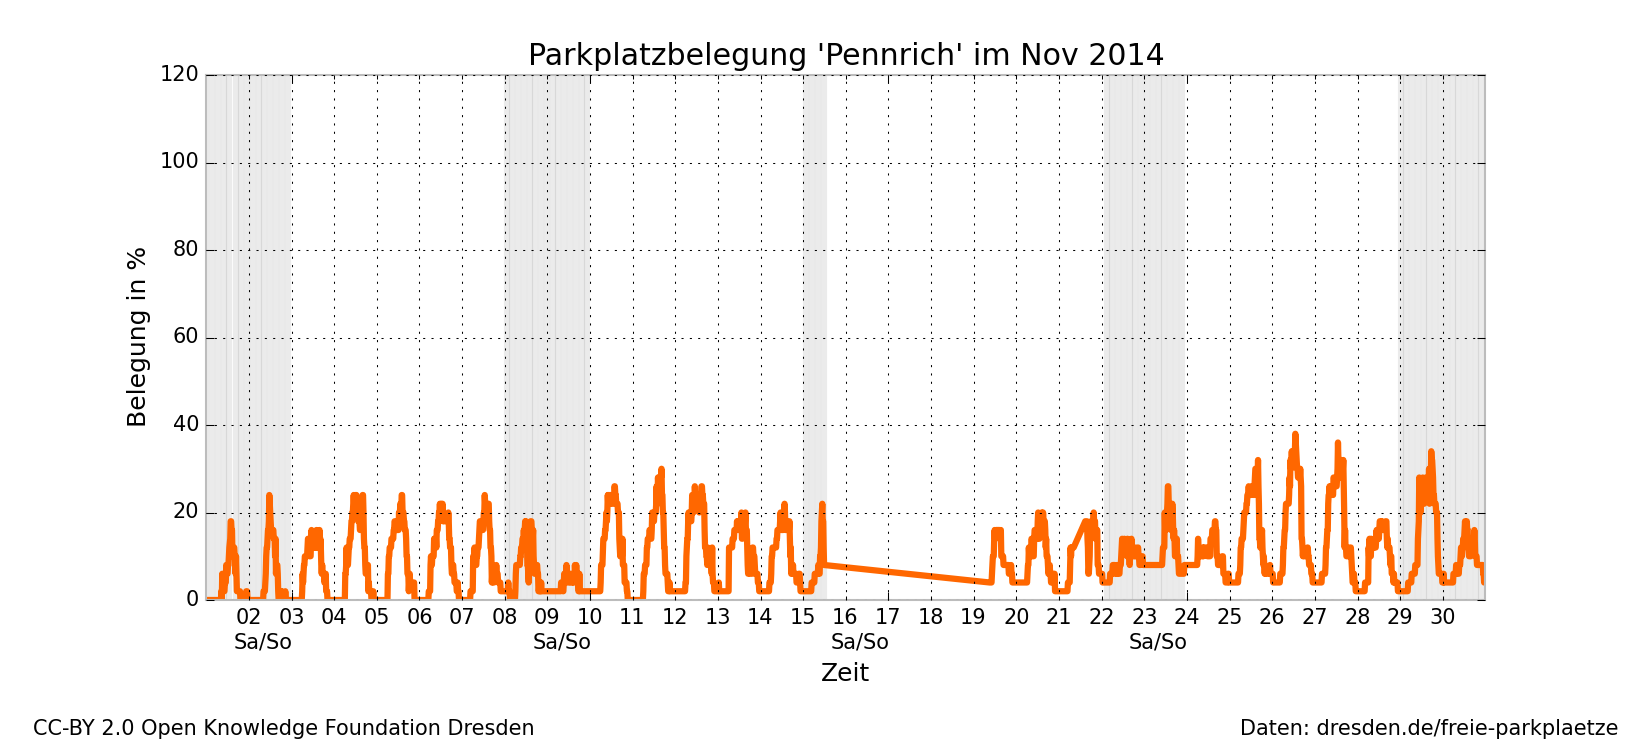 Parkplatzbelegung 'Pennrich' im Nov 2014
120
100
80
60
40
20
0
Belegung in %
02 03 04 05 06 07 08 09 10 11 12 13 14 15 16 17 18 19 20 21 22 23 24 25 26 27 28 29 30
Sa/So Sa/So Sa/So Sa/So
Zeit
CC-BY 2.0 Open Knowledge Foundation Dresden
Daten: dresden.de/freie-parkplaetze